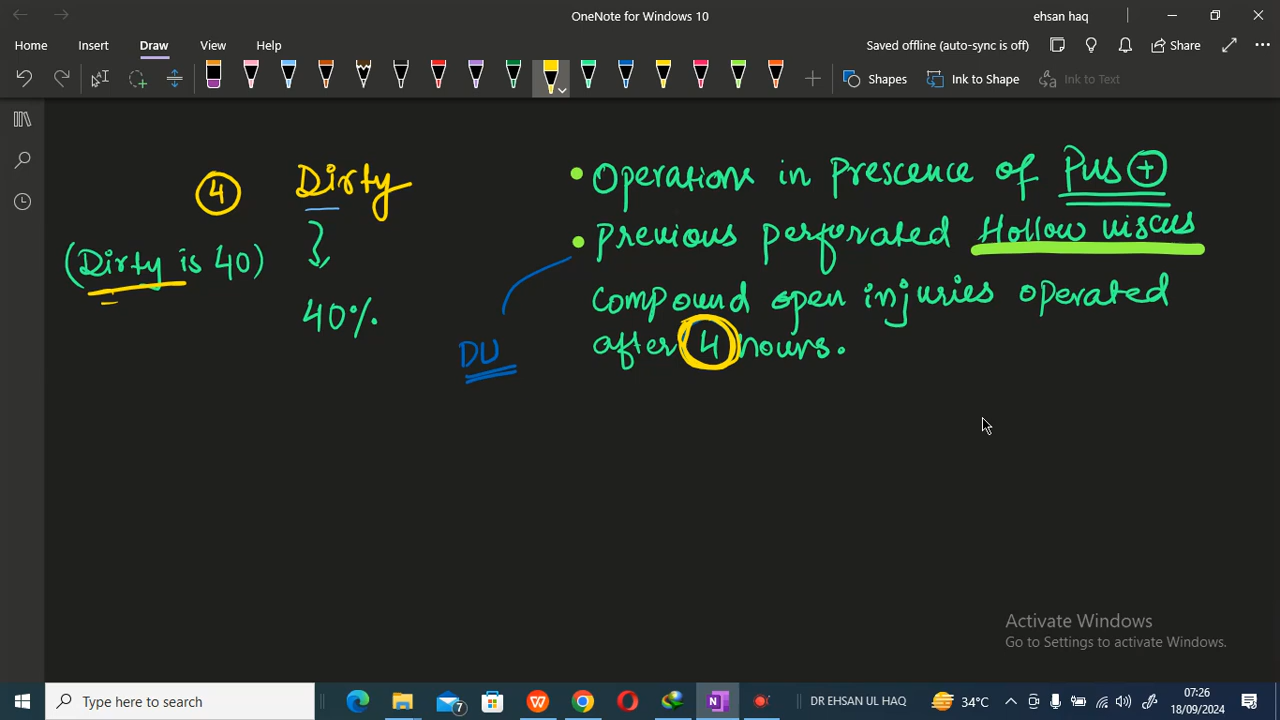 OneNote for Windows 10
ehsan haq
Home Insert Draw View Help
Saved offline (auto-sync is off)
Share
Shapes
Ink to Shape
Ink to Text
4 Dirty
(Dirty is 40)
40%
• Operations in Prescence of Pus +
• Previous perforated Hollow viscus
DU
compound open injuries operated
after 4 hours.
Activate Windows
Go to Settings to activate Windows.
Type here to search
7
DR EHSAN UL HAQ
34°C
07:26
18/09/2024